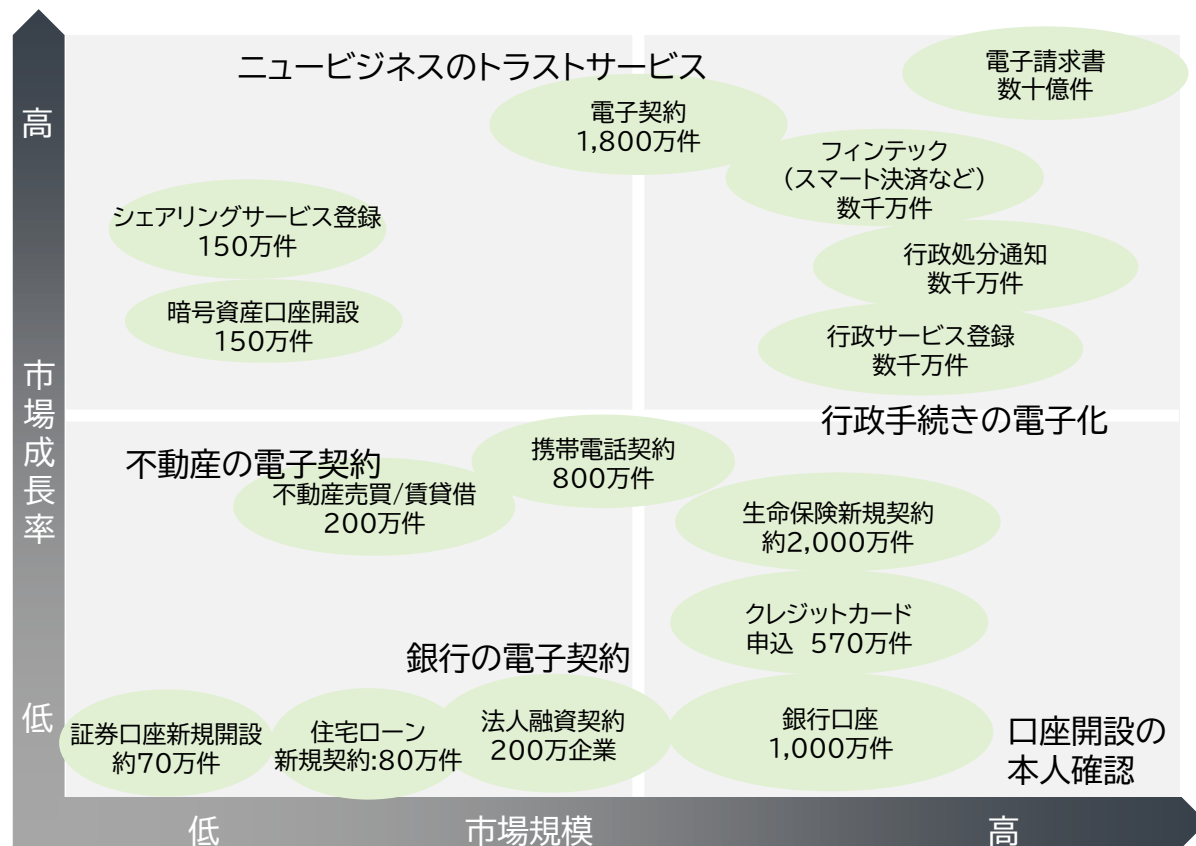 ニュービジネスのトラストサービス
電子請求書
数十億件
電子契約
1,800万件
高
フィンテック
(スマート決済など)
数千万件
シェアリングサービス登録
150万件
行政処分通知
数千万件
暗号資産口座開設
150万件
行政サービス登録
数千万件
市場成長率
行政手続きの電子化
不動産の電子契約
不動産売買/賃貸借
200万件
携帯電話契約
800万件
生命保険新規契約
約2,000万件
クレジットカード
申込 570万件
銀行の電子契約
低
証券口座新規開設
約70万件
住宅ローン
新規契約:80万件
法人融資契約
200万企業
銀行口座
1,000万件
口座開設の
本人確認
低
市場規模
高